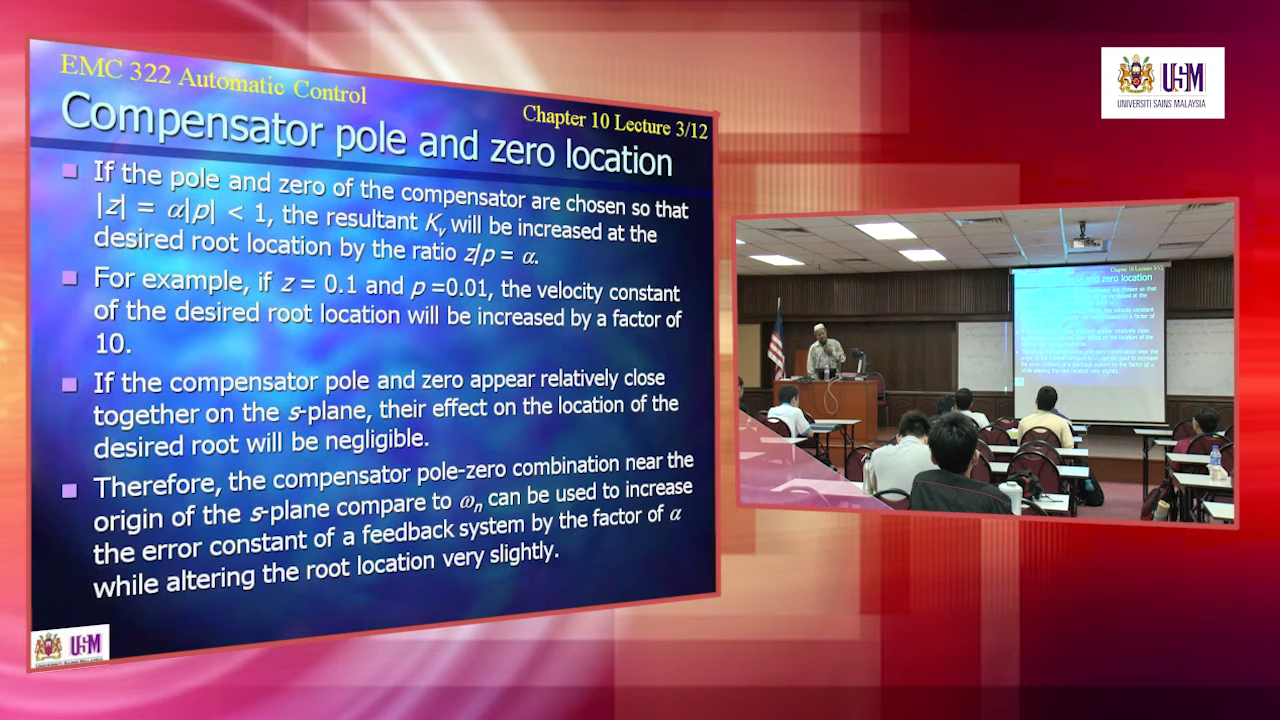 EMC 322 Automatic Control
Chapter 10 Lecture 3/12
Compensator pole and zero location
If the pole and zero of the compensator are chosen so that
|z| = α|p| < 1, the resultant Kv will be increased at the
desired root location by the ratio z/p = α.
For example, if z = 0.1 and p =0.01, the velocity constant
of the desired root location will be increased by a factor of
10.
If the compensator pole and zero appear relatively close
together on the s-plane, their effect on the location of the
desired root will be negligible.
Therefore, the compensator pole-zero combination near the
origin of the s-plane compare to ωn can be used to increase
the error constant of a feedback system by the factor of α
while altering the root location very slightly.
USM
USM
UNIVERSITI SAINS MALAYSIA
Chapter 10 Lecture 3/12